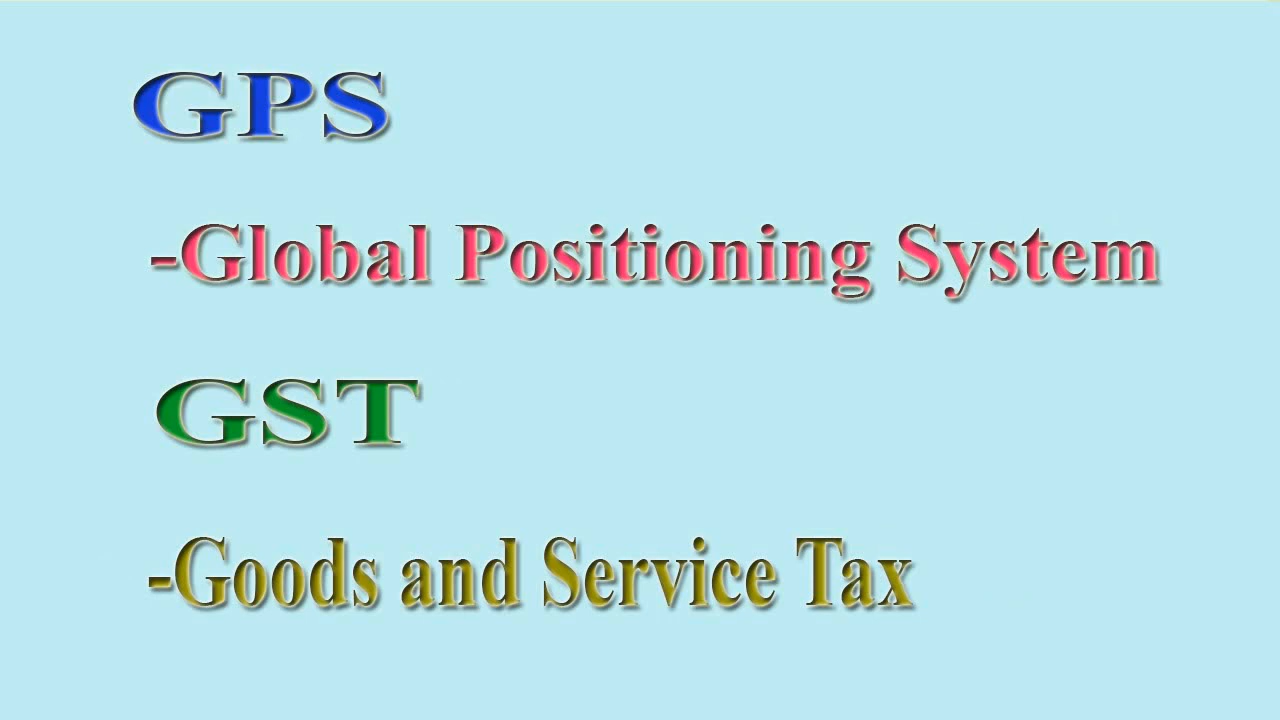 GPS
-Global Positioning System
GST
-Goods and Service Tax